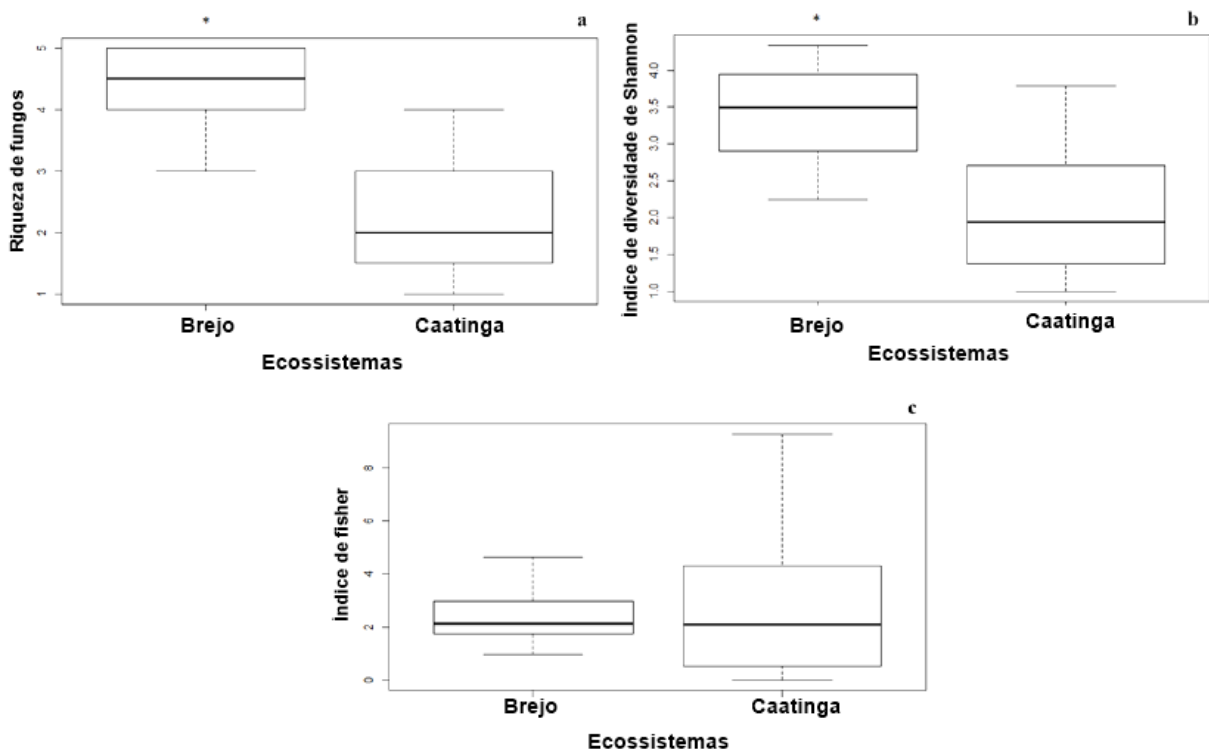 *
a
Riqueza de fungos
5
4
3
2
1
Brejo
Caatinga
Ecossistemas
*
b
Índice de diversidade de Shannon
4.0
3.5
3.0
2.5
2.0
1.5
1.0
Brejo
Caatinga
Ecossistemas
c
Índice de fisher
8
6
4
2
0
Brejo
Caatinga
Ecossistemas